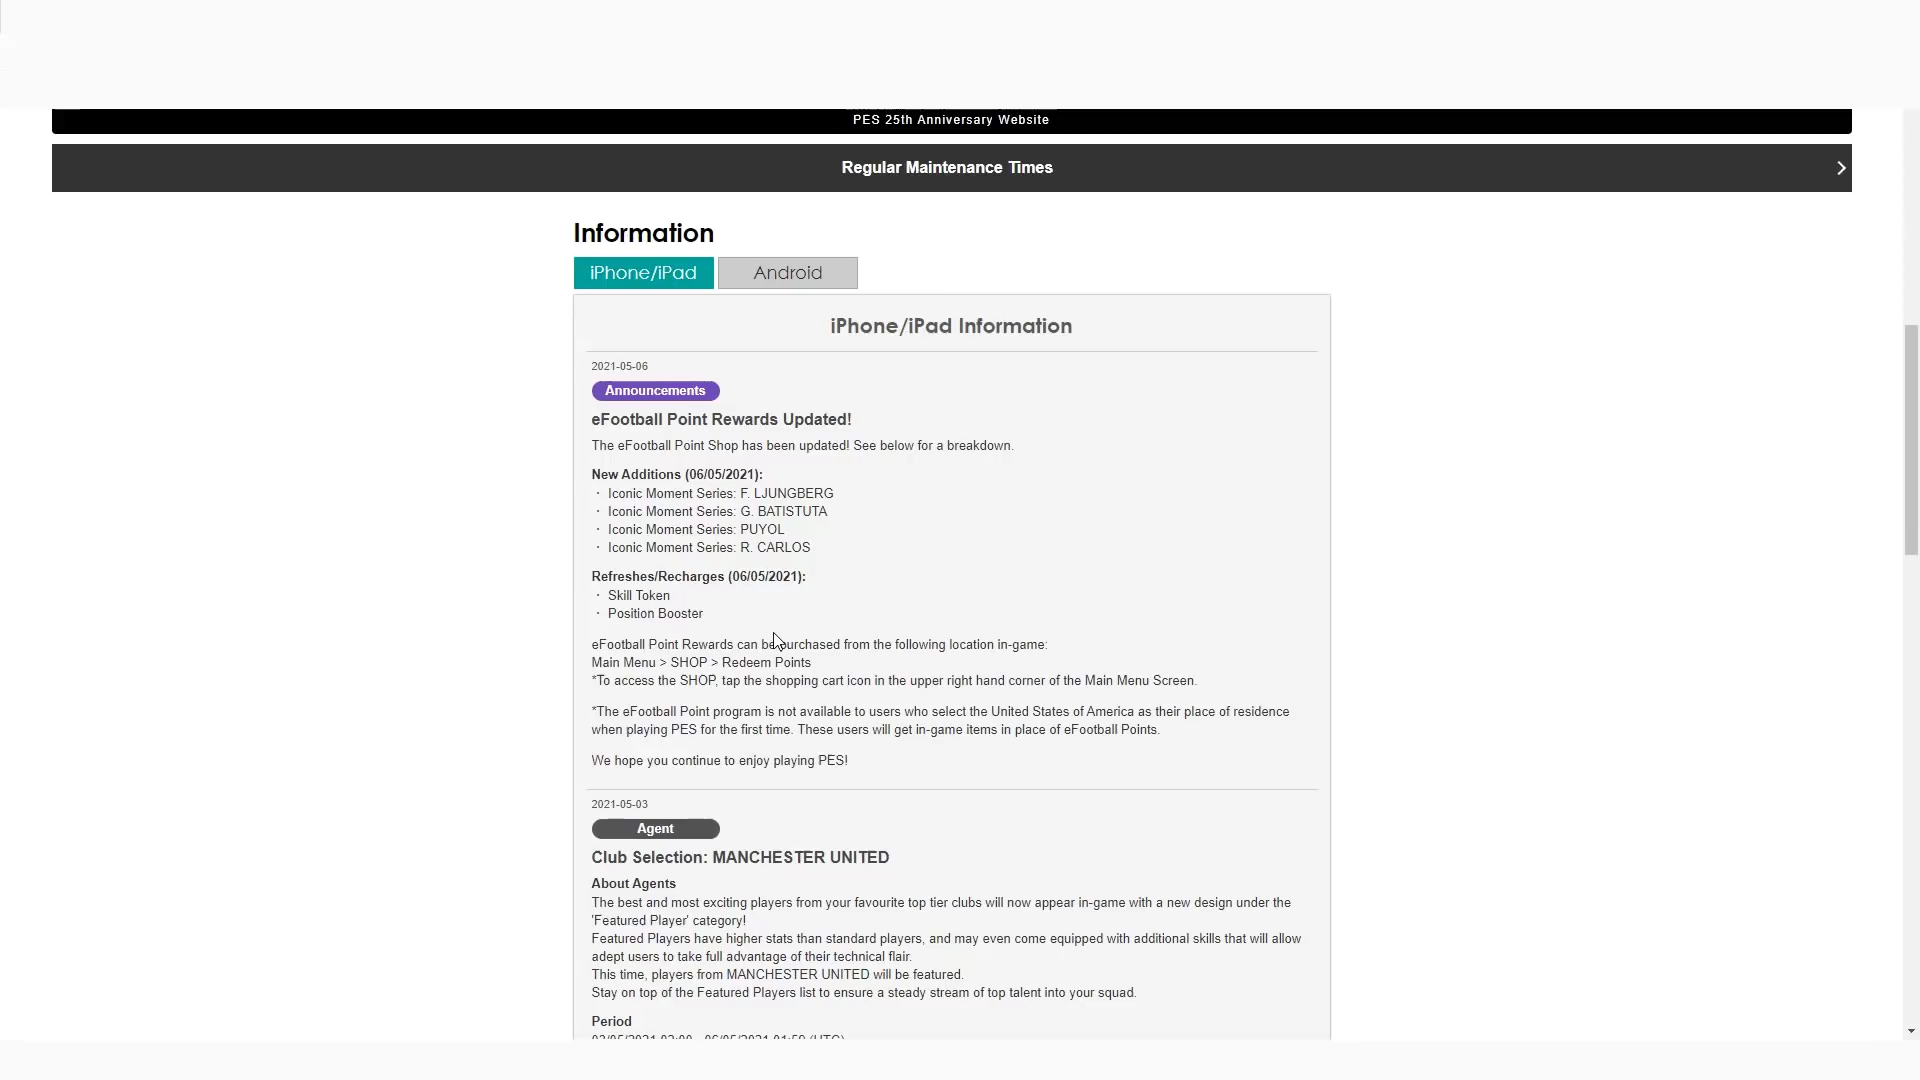 PES 25th Anniversary Website
Regular Maintenance Times
Information
iPhone/iPad
Android
iPhone/iPad Information
2021-05-06
Announcements
eFootball Point Rewards Updated!
The eFootball Point Shop has been updated! See below for a breakdown.
New Additions (06/05/2021):
・ Iconic Moment Series: F. LJUNGBERG
・ Iconic Moment Series: G. BATISTUTA
・ Iconic Moment Series: PUYOL
・ Iconic Moment Series: R. CARLOS
Refreshes/Recharges (06/05/2021):
・ Skill Token
・ Position Booster
eFootball Point Rewards can be purchased from the following location in-game:
Main Menu > SHOP > Redeem Points
*To access the SHOP, tap the shopping cart icon in the upper right hand corner of the Main Menu Screen.
*The eFootball Point program is not available to users who select the United States of America as their place of residence
when playing PES for the first time. These users will get in-game items in place of eFootball Points.
We hope you continue to enjoy playing PES!
2021-05-03
Agent
Club Selection: MANCHESTER UNITED
About Agents
The best and most exciting players from your favourite top tier clubs will now appear in-game with a new design under the
'Featured Player' category!
Featured Players have higher stats than standard players, and may even come equipped with additional skills that will allow
adept users to take full advantage of their technical flair.
This time, players from MANCHESTER UNITED will be featured.
Stay on top of the Featured Players list to ensure a steady stream of top talent into your squad.
Period